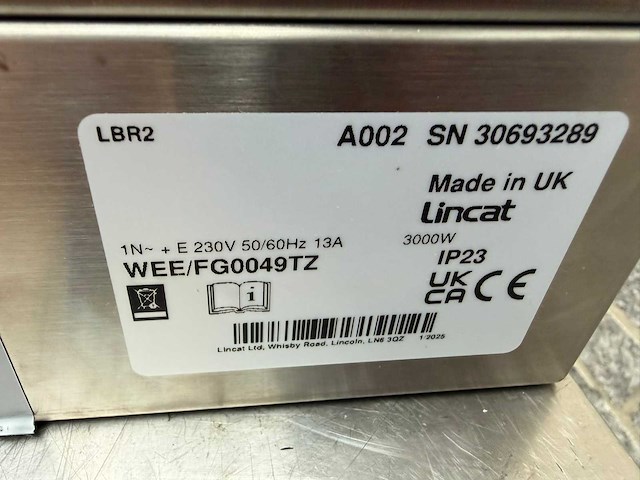 LBR2 A002 SN 30693289
Made in UK
Lincat
1N~ + E 230V 50/60Hz 13A 3000W
WEE/FG0049TZ IP23
i UK CA CE
Lincat Ltd, Whisby Road, Lincoln, LN6 3QZ 1/2025